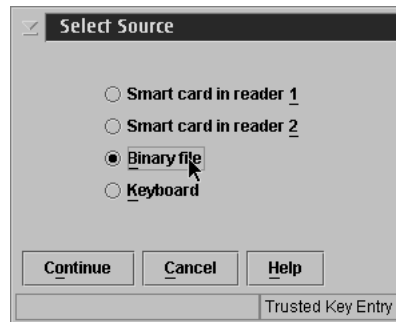 Select Source
Smart card in reader 1
Smart card in reader 2
Binary file
Keyboard
Continue Cancel Help
Trusted Key Entry